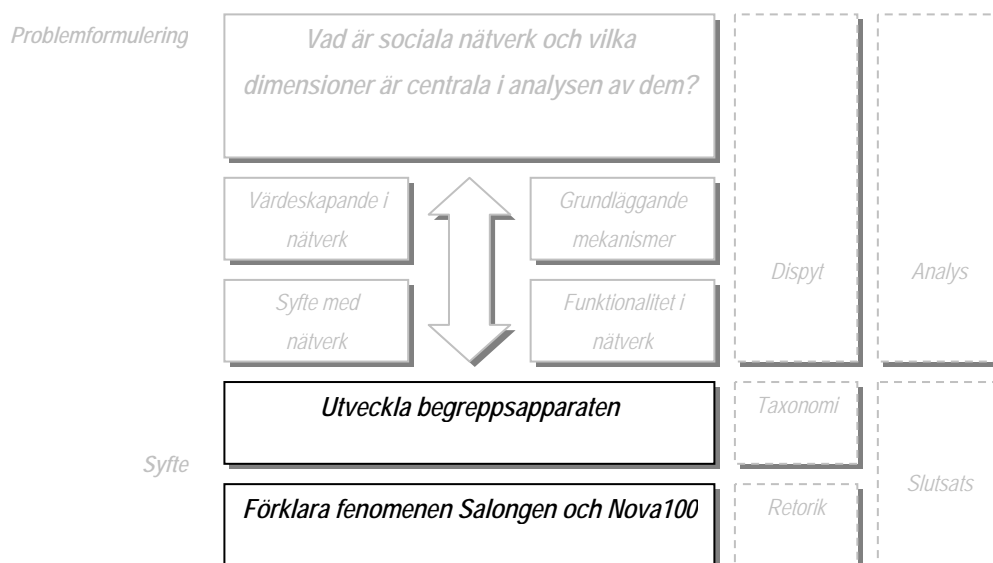 Problemformulering
Vad är sociala nätverk och vilka
dimensioner är centrala i analysen av dem?
Värdeskapande i
nätverk
Grundläggande
mekanismer
Syfte med
nätverk
Funktionalitet i
nätverk
Dispyt
Analys
Utveckla begreppsapparaten
Taxonomi
Syfte
Förklara fenomenen Salongen och Nova100
Retorik
Slutsats